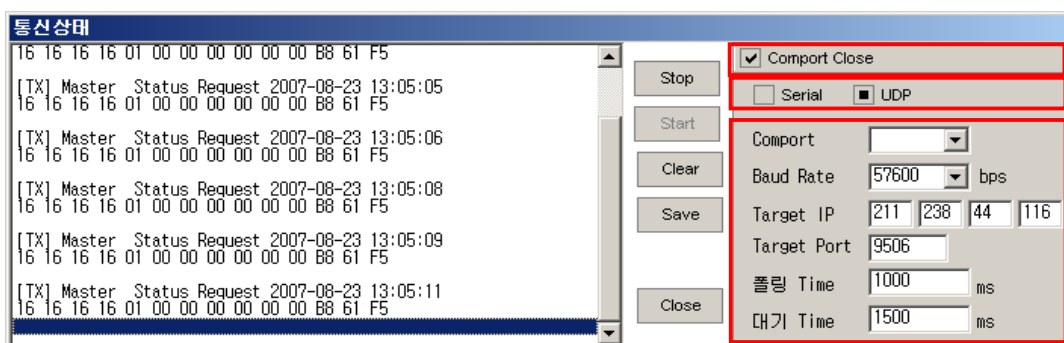 통신상태
16 16 16 16 01 00 00 00 00 00 00 B8 61 F5
[TX] Master Status Request 2007-08-23 13:05:05
16 16 16 16 01 00 00 00 00 00 00 B8 61 F5
[TX] Master Status Request 2007-08-23 13:05:06
16 16 16 16 01 00 00 00 00 00 00 B8 61 F5
[TX] Master Status Request 2007-08-23 13:05:08
16 16 16 16 01 00 00 00 00 00 00 B8 61 F5
[TX] Master Status Request 2007-08-23 13:05:09
16 16 16 16 01 00 00 00 00 00 00 B8 61 F5
[TX] Master Status Request 2007-08-23 13:05:11
16 16 16 16 01 00 00 00 00 00 00 B8 61 F5
Stop
Start
Clear
Save
Close
Comport Close
Serial UDP
Comport
Baud Rate 57600 bps
Target IP 211 238 44 116
Target Port 9506
폴링 Time 1000 ms
대기 Time 1500 ms